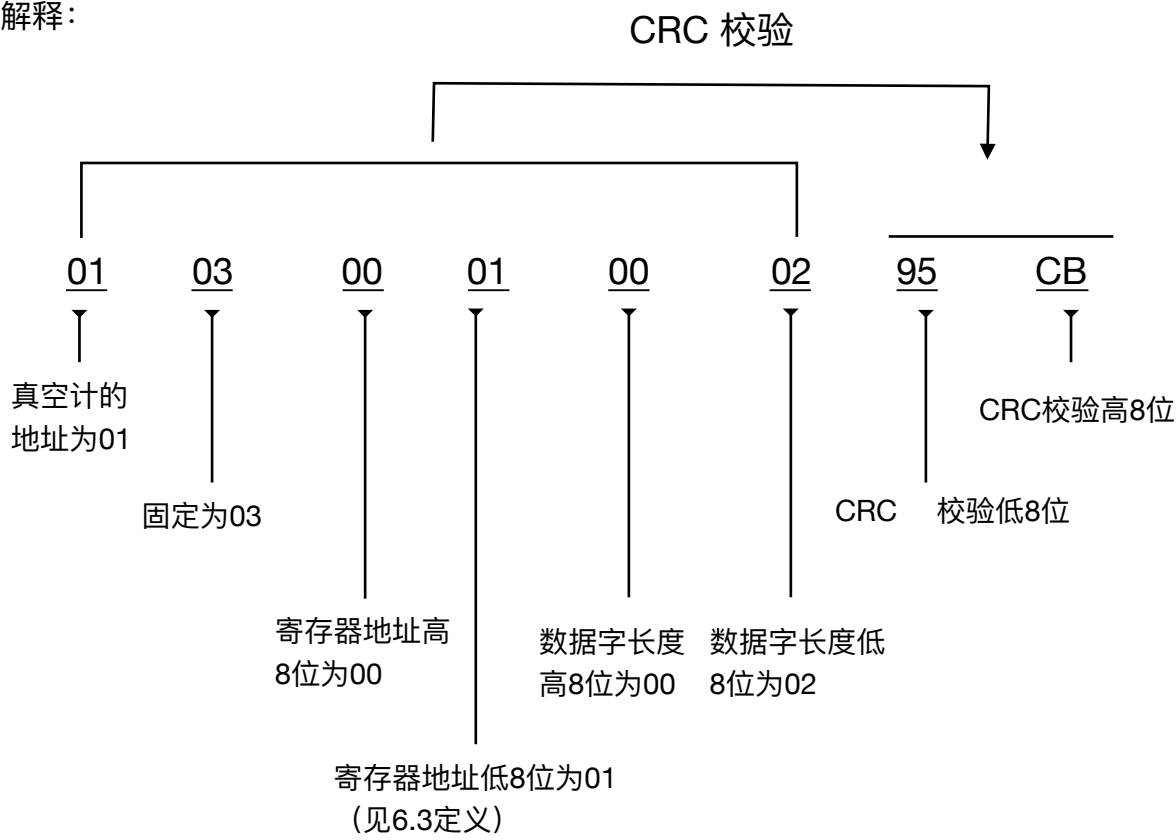 解释：
CRC 校验
01 03 00 01 00 02 95 CB
真空计的
地址为01
CRC校验高8位
固定为03
CRC 校验低8位
寄存器地址高
8位为00
数据字长度
高8位为00
数据字长度低
8位为02
寄存器地址低8位为01
（见6.3定义）